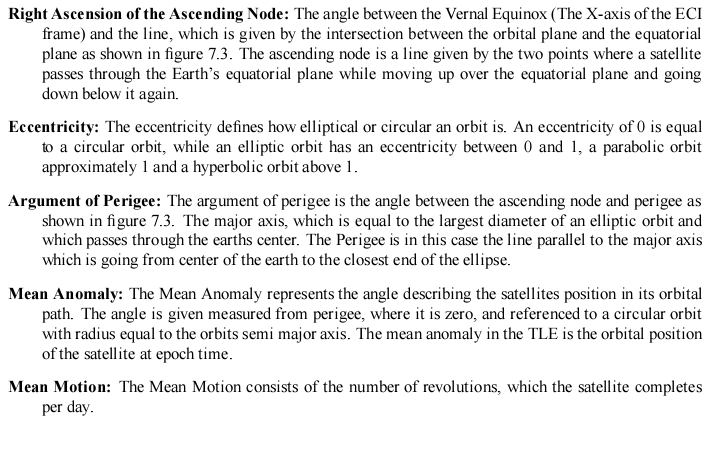 Right Ascension of the Ascending Node: The angle between the Vernal Equinox (The X-axis of the ECI
frame) and the line, which is given by the intersection between the orbital plane and the equatorial
plane as shown in figure 7.3. The ascending node is a line given by the two points where a satellite
passes through the Earth's equatorial plane while moving up over the equatorial plane and going
down below it again.
Eccentricity: The eccentricity defines how elliptical or circular an orbit is. An eccentricity of 0 is equal
to a circular orbit, while an elliptic orbit has an eccentricity between 0 and 1, a parabolic orbit
approximately 1 and a hyperbolic orbit above 1.
Argument of Perigee: The argument of perigee is the angle between the ascending node and perigee as
shown in figure 7.3. The major axis, which is equal to the largest diameter of an elliptic orbit and
which passes through the earths center. The Perigee is in this case the line parallel to the major axis
which is going from center of the earth to the closest end of the ellipse.
Mean Anomaly: The Mean Anomaly represents the angle describing the satellites position in its orbital
path. The angle is given measured from perigee, where it is zero, and referenced to a circular orbit
with radius equal to the orbits semi major axis. The mean anomaly in the TLE is the orbital position
of the satellite at epoch time.
Mean Motion: The Mean Motion consists of the number of revolutions, which the satellite completes
per day.